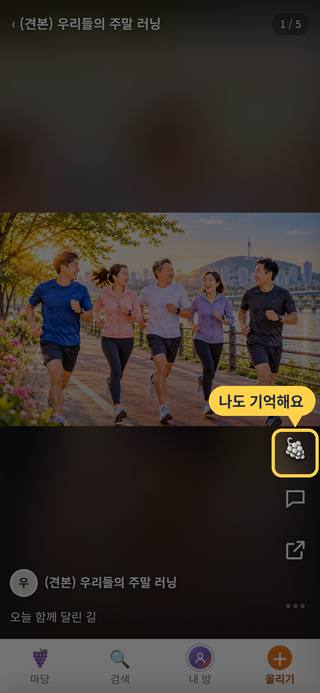 ‹ (견본) 우리들의 주말 러닝
1 / 5
나도 기억해요
우 (견본) 우리들의 주말 러닝
오늘 함께 달린 길
마당 검색 내 방 올리기